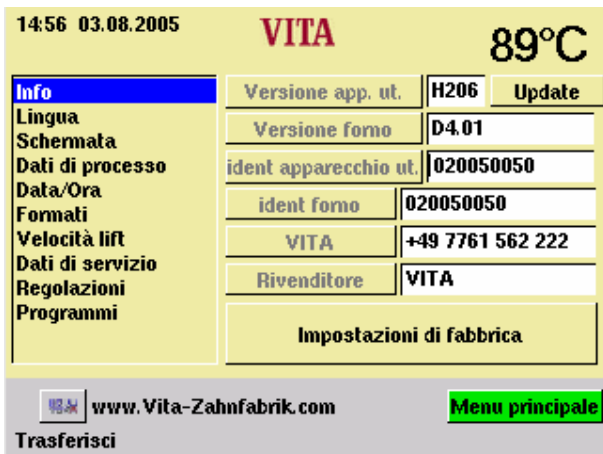 14:56 03.08.2005
VITA
89°C
Info
Lingua
Schermata
Dati di processo
Data/Ora
Formati
Velocità lift
Dati di servizio
Regolazioni
Programmi
Versione app. ut. H206 Update
Versione forno D4.01
ident apparecchio ut. 020050050
ident forno 020050050
VITA +49 7761 562 222
Rivenditore VITA
Impostazioni di fabbrica
www.Vita-Zahnfabrik.com
Menu principale
Trasferisci